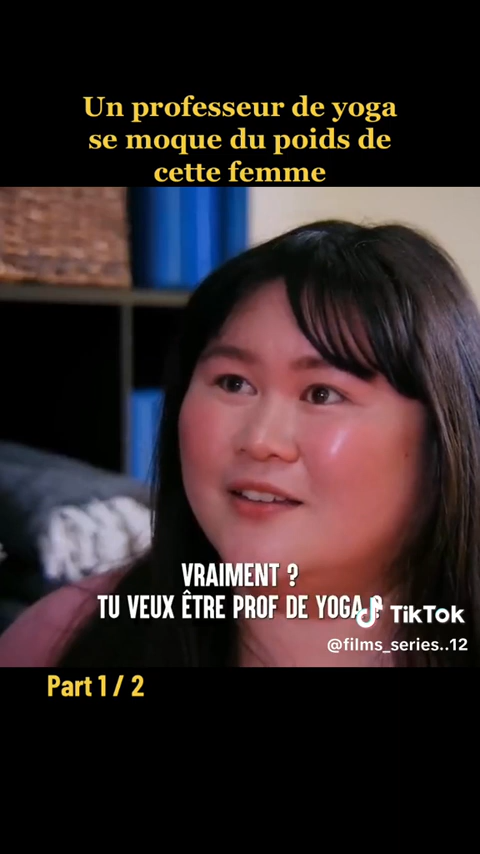 Un professeur de yoga
se moque du poids de
cette femme
VRAIMENT ?
TU VEUX ÊTRE PROF DE YOGA ?
TikTok
@films_series..12
Part 1 / 2